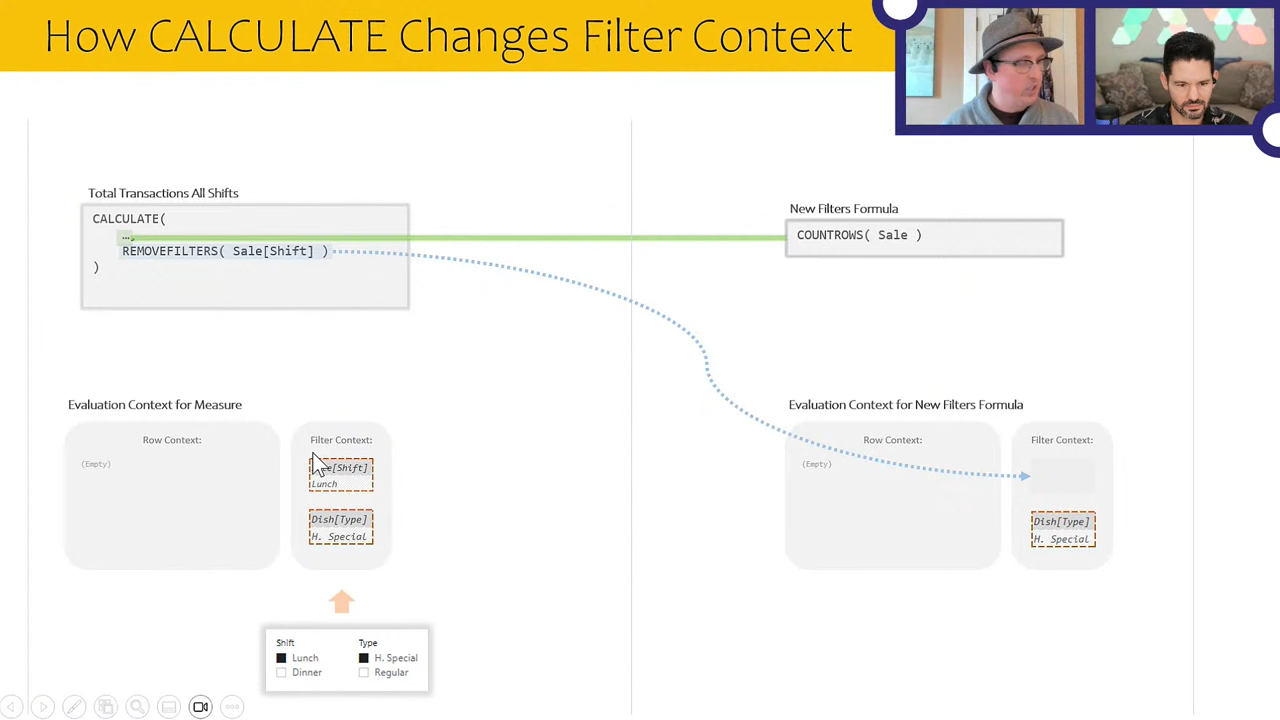 How CALCULATE Changes Filter Context
Total Transactions All Shifts
CALCULATE(
…,
REMOVEFILTERS( Sale[Shift] )
)
New Filters Formula
COUNTROWS( Sale )
Evaluation Context for Measure
Row Context:
(Empty)
Filter Context:
e[Shift]
Lunch
Dish[Type]
H. Special
Shift
Lunch
Dinner
Type
H. Special
Regular
Evaluation Context for New Filters Formula
Row Context:
(Empty)
Filter Context:
Dish[Type]
H. Special